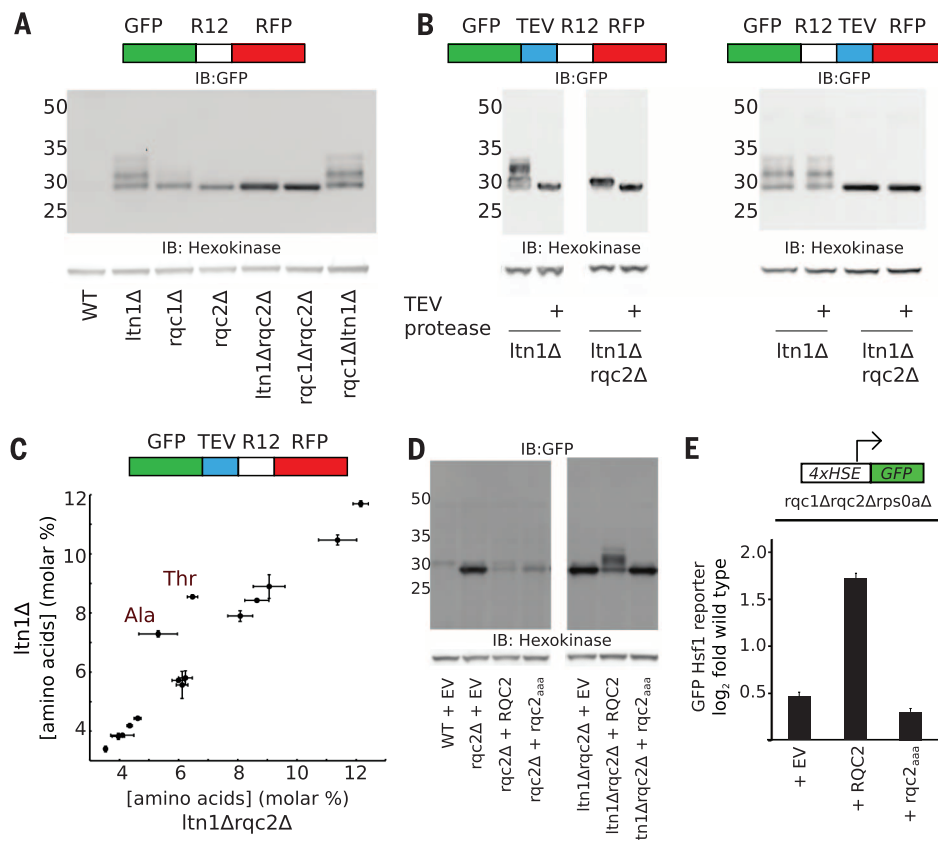 A
GFP R12 RFP
IB:GFP
50
35
30
25
IB: Hexokinase
WT
ltn1Δ
rqc1Δ
rqc2Δ
ltn1Δrqc2Δ
rqc1Δrqc2Δ
rqc1Δltn1Δ
B
GFP TEV R12 RFP
IB:GFP
50
35
30
25
IB: Hexokinase
TEV
protease
+ +
ltn1Δ
ltn1Δ
rqc2Δ
GFP R12 TEV RFP
IB:GFP
50
35
30
25
IB: Hexokinase
+ +
ltn1Δ
ltn1Δ
rqc2Δ
C
GFP TEV R12 RFP
ltn1Δ
[amino acids] (molar %)
12
10
8
6
4
Thr
Ala
4 6 8 10 12
[amino acids] (molar %)
ltn1Δrqc2Δ
D
IB:GFP
50
35
30
25
IB: Hexokinase
WT + EV
rqc2Δ + EV
rqc2Δ + RQC2
rqc2Δ + rqc2aaa
ltn1Δrqc2Δ + EV
ltn1Δrqc2Δ + RQC2
tn1Δrqc2Δ + rqc2aaa
E
4xHSE GFP
rqc1Δrqc2Δrps0aΔ
GFP Hsf1 reporter
log2 fold wild type
2.0
1.5
1.0
0.5
+ EV
+ RQC2
+ rqc2aaa